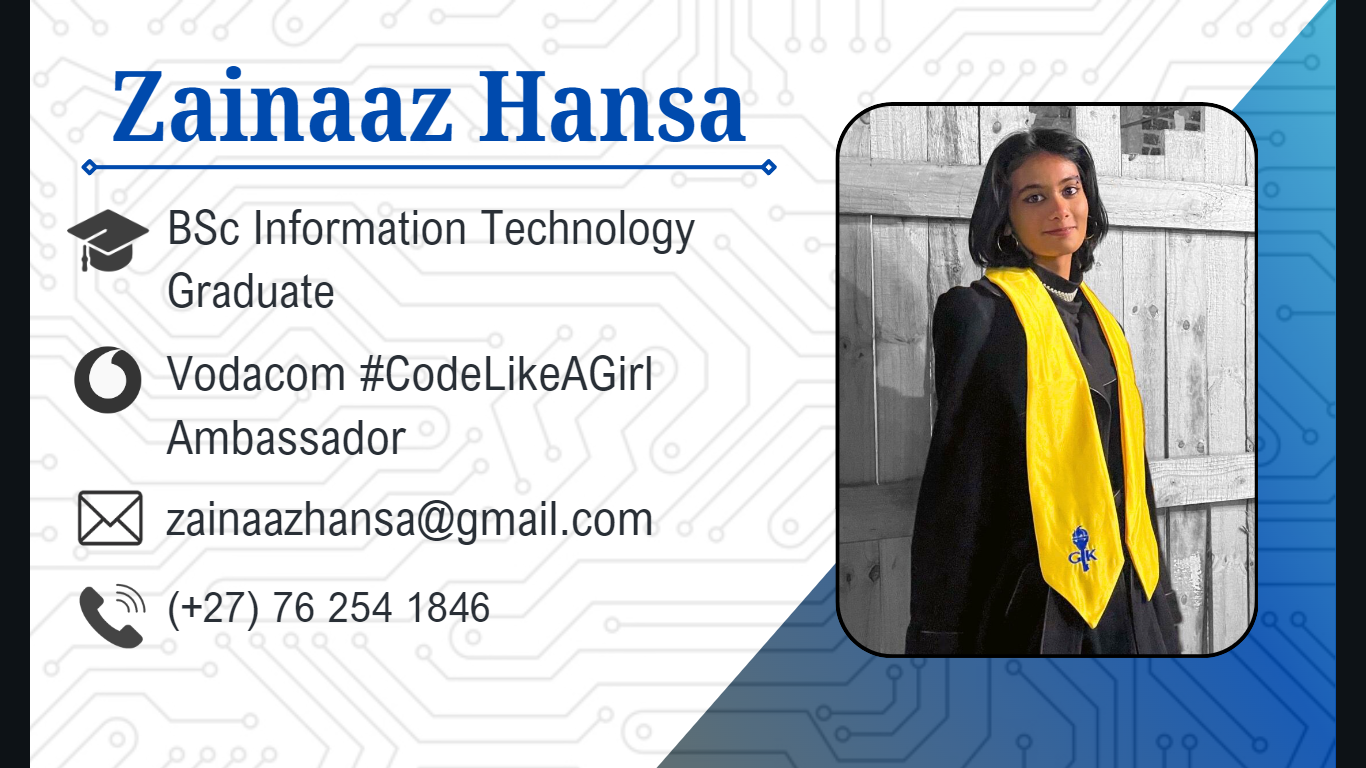 Zainaaz Hansa
BSc Information Technology
Graduate
Vodacom #CodeLikeAGirl
Ambassador
zainaazhansa@gmail.com
(+27) 76 254 1846
GK